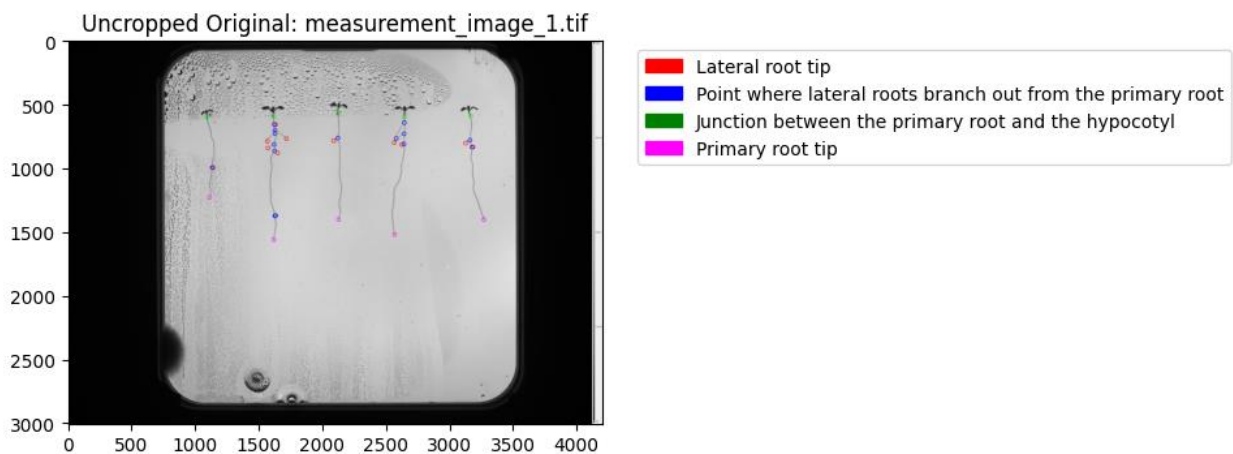 Uncropped Original: measurement_image_1.tif
0
500
1000
1500
2000
2500
3000
0 500 1000 1500 2000 2500 3000 3500 4000
Lateral root tip
Point where lateral roots branch out from the primary root
Junction between the primary root and the hypocotyl
Primary root tip